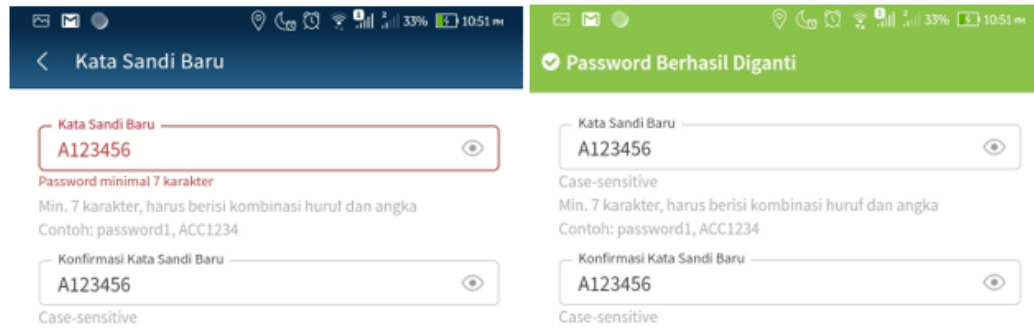 33% 10:51 PM
Kata Sandi Baru
Kata Sandi Baru
A123456
Password minimal 7 karakter
Min. 7 karakter, harus berisi kombinasi huruf dan angka
Contoh: password1, ACC1234
Konfirmasi Kata Sandi Baru
A123456
Case-sensitive
33% 10:51 PM
Password Berhasil Diganti
Kata Sandi Baru
A123456
Case-sensitive
Min. 7 karakter, harus berisi kombinasi huruf dan angka
Contoh: password1, ACC1234
Konfirmasi Kata Sandi Baru
A123456
Case-sensitive